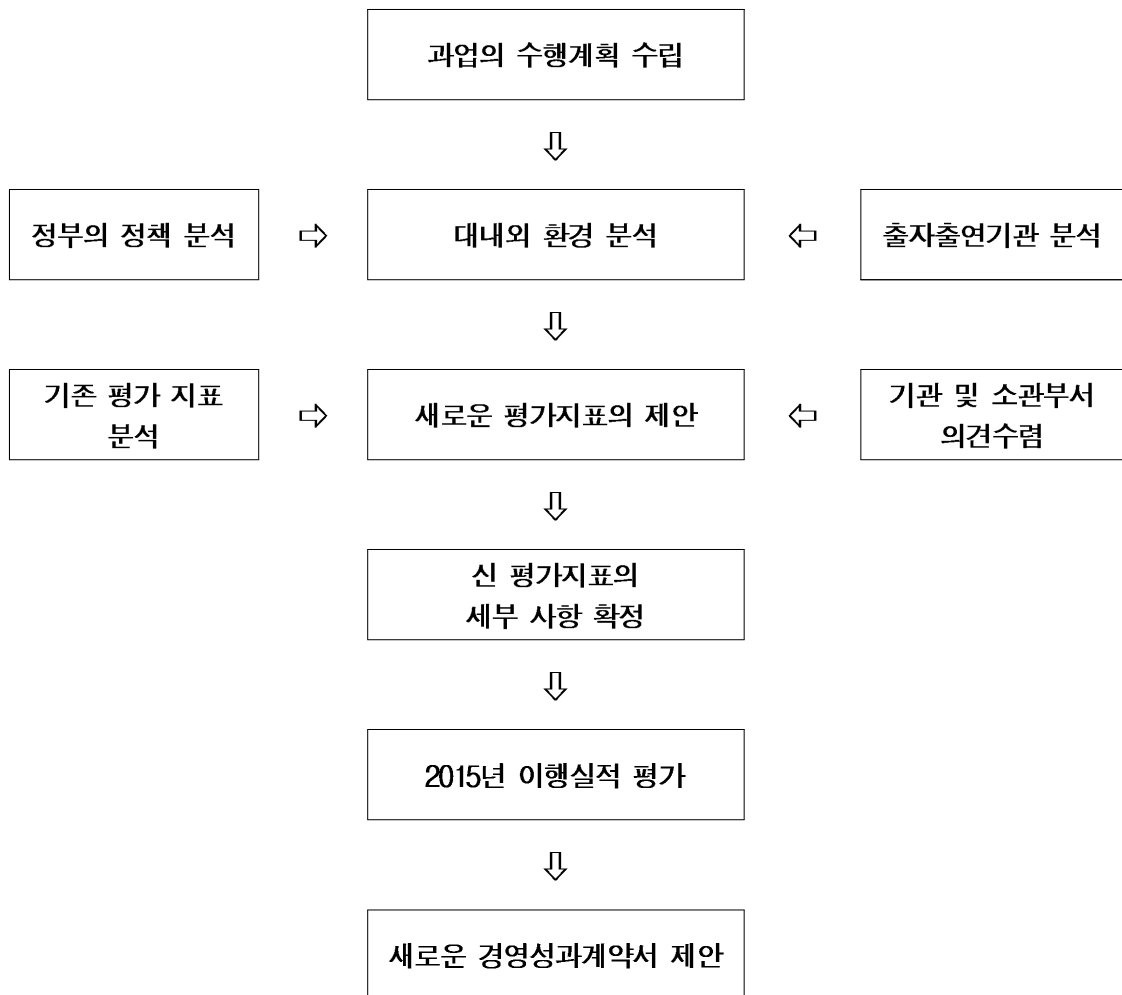 과업의 수행계획 수립
⇩
정부의 정책 분석 ⇨ 대내외 환경 분석 ⇦ 출자출연기관 분석
⇩
기존 평가 지표
분석
⇨
새로운 평가지표의 제안
⇦
기관 및 소관부서
의견수렴
⇩
신 평가지표의
세부 사항 확정
⇩
2015년 이행실적 평가
⇩
새로운 경영성과계약서 제안